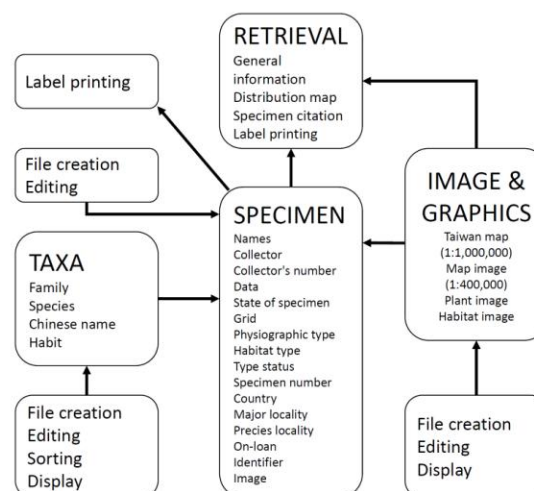 RETRIEVAL
General
information
Distribution map
Specimen citation
Label printing
Label printing
File creation
Editing
SPECIMEN
Names
Collector
Collector's number
Data
State of specimen
Grid
Physiographic type
Habitat type
Type status
Specimen number
Country
Major locality
Precies locality
On-loan
Identifier
Image
IMAGE &
GRAPHICS
Taiwan map
(1:1,000,000)
Map image
(1:400,000)
Plant image
Habitat image
TAXA
Family
Species
Chinese name
Habit
File creation
Editing
Sorting
Display
File creation
Editing
Display